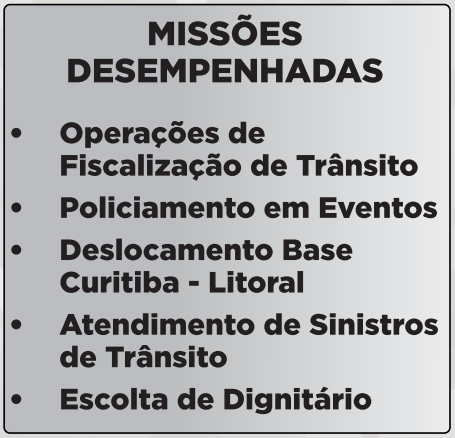 MISSÕES
DESEMPENHADAS
• Operações de
Fiscalização de Trânsito
• Policiamento em Eventos
• Deslocamento Base
Curitiba - Litoral
• Atendimento de Sinistros
de Trânsito
• Escolta de Dignitário